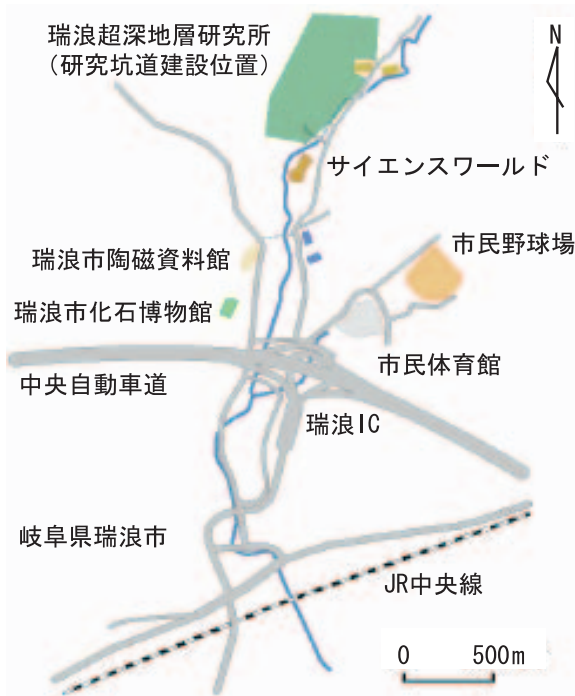 瑞浪超深地層研究所
（研究坑道建設位置）
N
サイエンスワールド
市民野球場
瑞浪市陶磁資料館
瑞浪市化石博物館
市民体育館
中央自動車道
瑞浪IC
岐阜県瑞浪市
JR中央線
0 500m